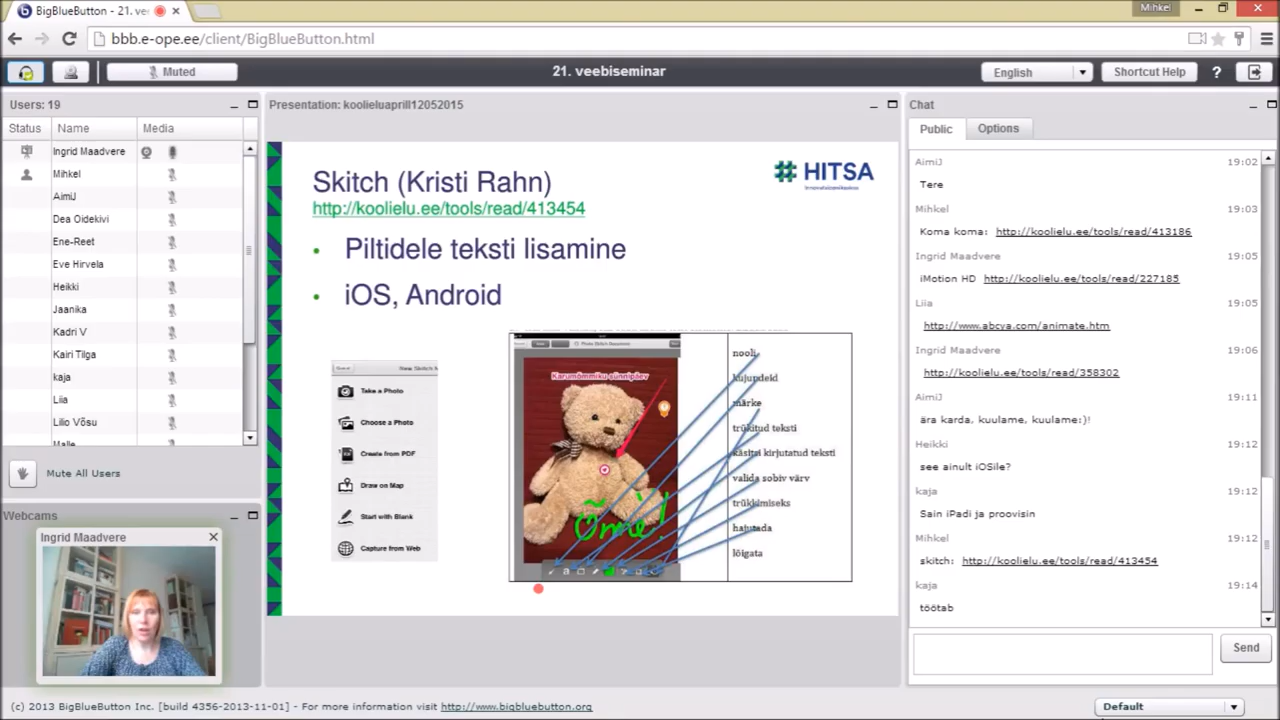 BigBlueButton - 21. ve
Mihkel
bbb.e-ope.ee/client/BigBlueButton.html
Muted
21. veebiseminar
English
Shortcut Help
?
Users: 19
Status Name Media
Ingrid Maadvere
Mihkel
AimiJ
Dea Oidekivi
Ene-Reet
Eve Hirvela
Heikki
Jaanika
Kadri V
Kairi Tilga
kaja
Liia
Liilo Võsu
Malle
Mute All Users
Webcams
Ingrid Maadvere
Presentation: koolieluaprill12052015
Skitch (Kristi Rahn)
http://koolielu.ee/tools/read/413454
HITSA
• Piltidele teksti lisamine
• iOS, Android
Take a Photo
Choose a Photo
Create from PDF
Draw on Map
Start with Blank
Capture from Web
Karumõmmiku sünnipäev
Õnne!
nooli
kujundeid
märke
trükitud teksti
käsitsi kirjutatud teksti
valida sobiv värv
trükkimiseks
hajutada
lõigata
Chat
Public Options
AimiJ 19:02
Tere
Mihkel 19:03
Koma koma: http://koolielu.ee/tools/read/413186
Ingrid Maadvere 19:05
iMotion HD http://koolielu.ee/tools/read/227185
Liia 19:05
http://www.abcya.com/animate.htm
Ingrid Maadvere 19:06
http://koolielu.ee/tools/read/358302
AimiJ 19:11
ära karda, kuulame, kuulame:)!
Heikki 19:12
see ainult iOSile?
kaja 19:12
Sain iPadi ja proovisin
Mihkel 19:12
skitch: http://koolielu.ee/tools/read/413454
kaja 19:14
töötab
Send
(c) 2013 BigBlueButton Inc. [build 4356-2013-11-01] - For more information visit http://www.bigbluebutton.org
Default